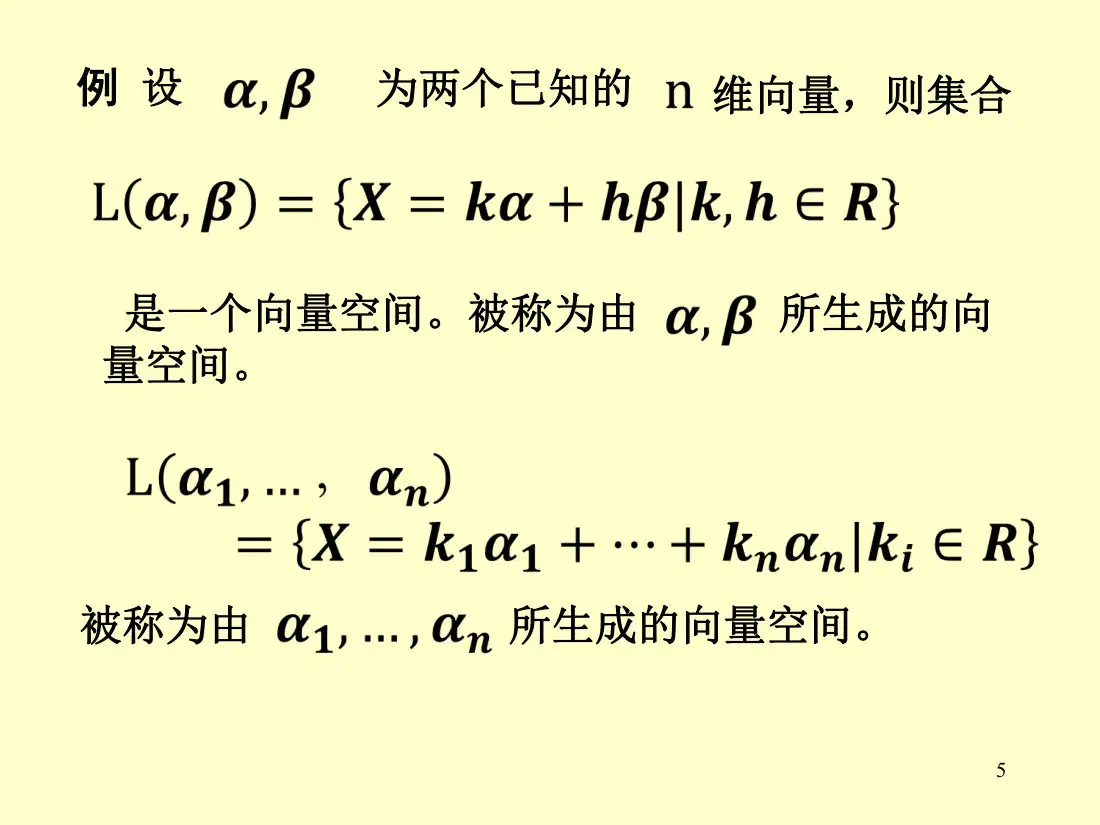 例 设 α,β 为两个已知的 n 维向量，则集合
L(α,β) = {X = kα + hβ|k,h ∈ R}
是一个向量空间。被称为由 α,β 所生成的向
量空间。
L(α₁,… ， αₙ)
= {X = k₁α₁ + ⋯ + kₙαₙ|kᵢ ∈ R}
被称为由 α₁,…,αₙ 所生成的向量空间。
5